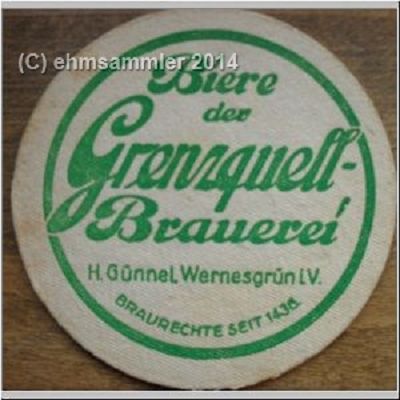 (C) ehmsammler 2014
Biere
der
Grenzquell-
Brauerei
H. Günnel, Wernesgrün i.V.
BRAURECHTE SEIT 1436.